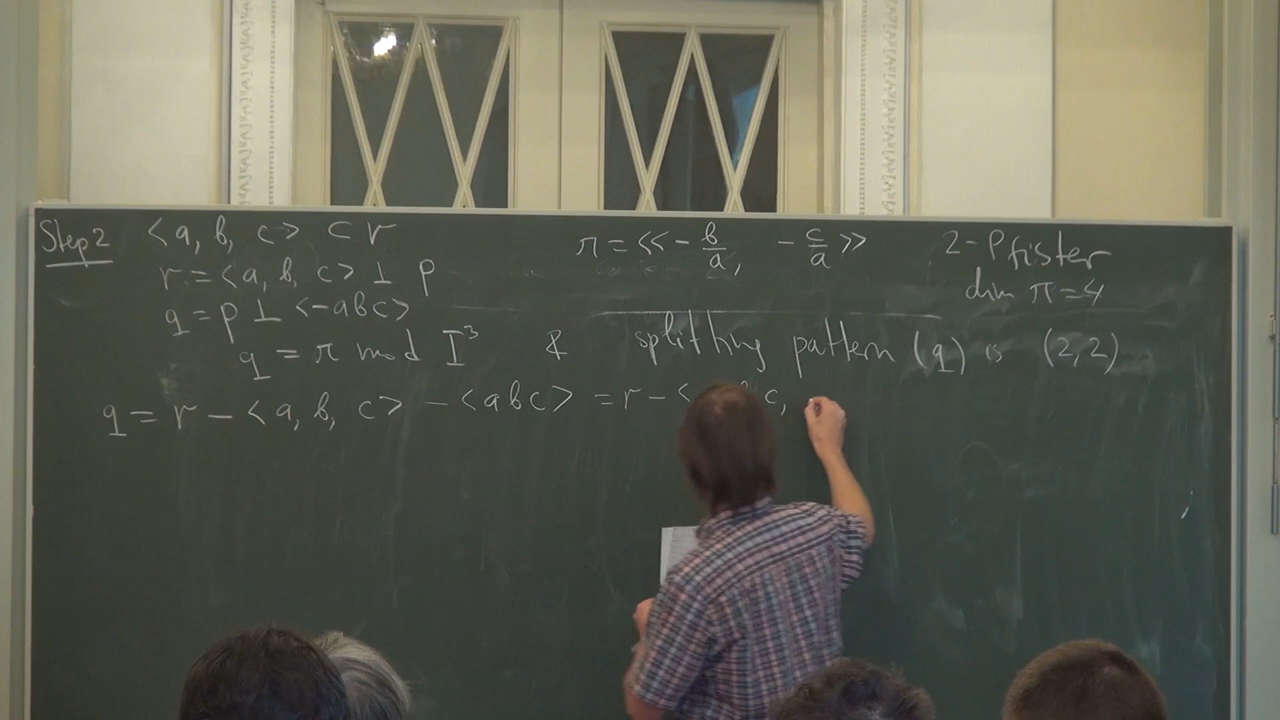 Step 2 <a, b, c> ⊂ r π = <<-b/a, -c/a>> 2-Pfister
r = <a, b, c> ⊥ p dim π = 4
q = p ⊥ <-abc>
q = π mod I³ & splitting pattern (q) is (2,2)
q = r - <a, b, c> - <abc> = r - < c,